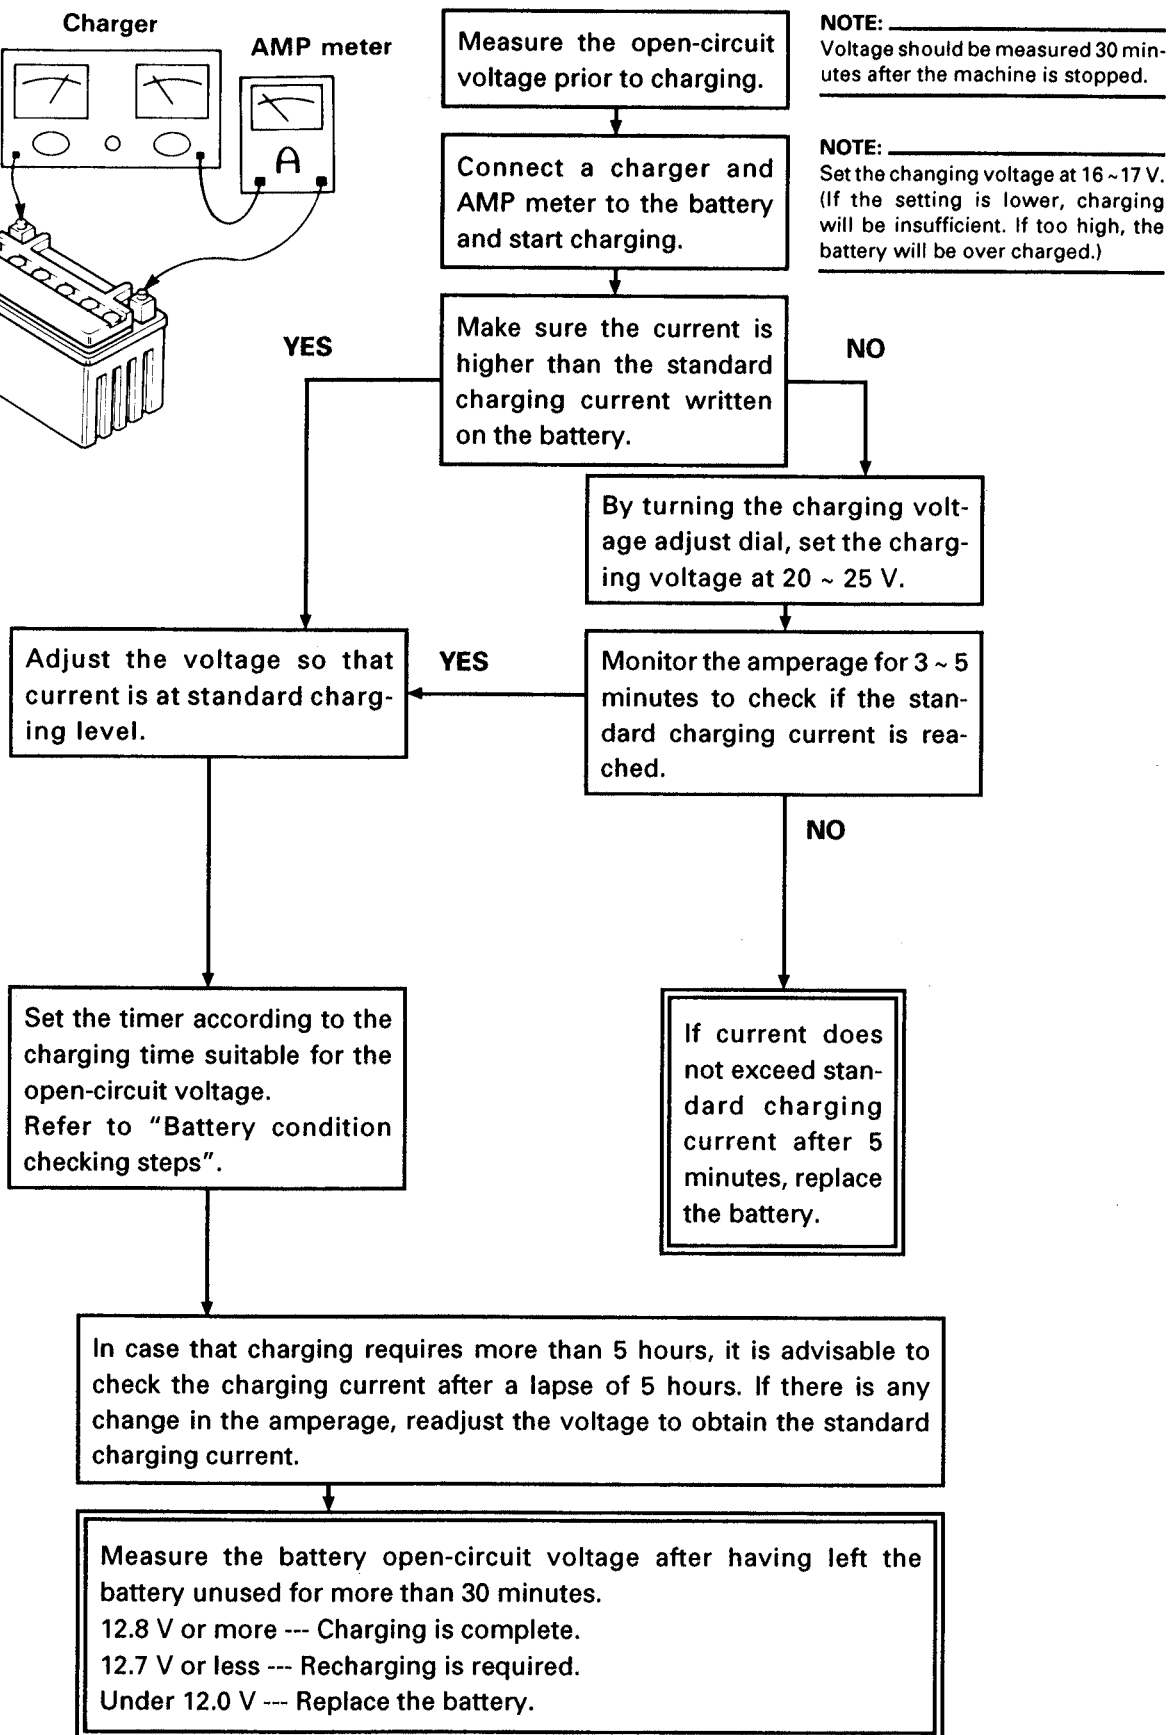 Charger
AMP meter
A
Measure the open-circuit
voltage prior to charging.
NOTE:
Voltage should be measured 30 min-
utes after the machine is stopped.
Connect a charger and
AMP meter to the battery
and start charging.
NOTE:
Set the changing voltage at 16 ~ 17 V.
(If the setting is lower, charging
will be insufficient. If too high, the
battery will be over charged.)
Make sure the current is
higher than the standard
charging current written
on the battery.
YES
NO
By turning the charging volt-
age adjust dial, set the charg-
ing voltage at 20 ~ 25 V.
Adjust the voltage so that
current is at standard charg-
ing level.
YES
Monitor the amperage for 3 ~ 5
minutes to check if the stan-
dard charging current is rea-
ched.
NO
Set the timer according to the
charging time suitable for the
open-circuit voltage.
Refer to "Battery condition
checking steps".
If current does
not exceed stan-
dard charging
current after 5
minutes, replace
the battery.
In case that charging requires more than 5 hours, it is advisable to
check the charging current after a lapse of 5 hours. If there is any
change in the amperage, readjust the voltage to obtain the standard
charging current.
Measure the battery open-circuit voltage after having left the
battery unused for more than 30 minutes.
12.8 V or more --- Charging is complete.
12.7 V or less --- Recharging is required.
Under 12.0 V --- Replace the battery.